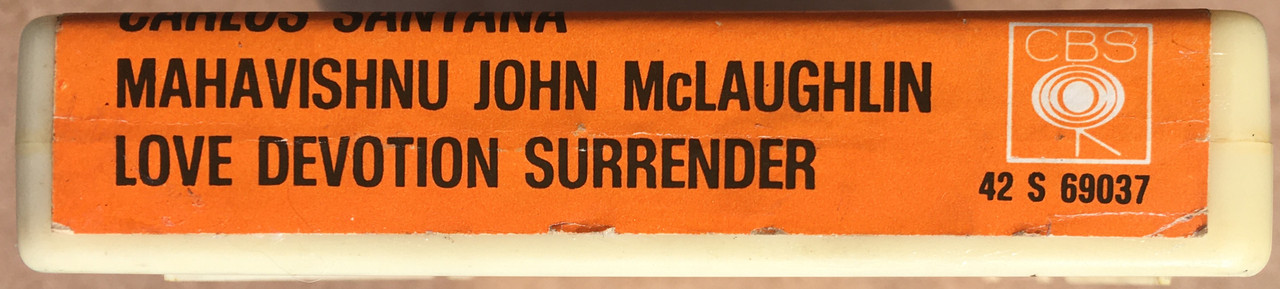 CARLOS SANTANA
MAHAVISHNU JOHN McLAUGHLIN
LOVE DEVOTION SURRENDER
CBS
42 S 69037